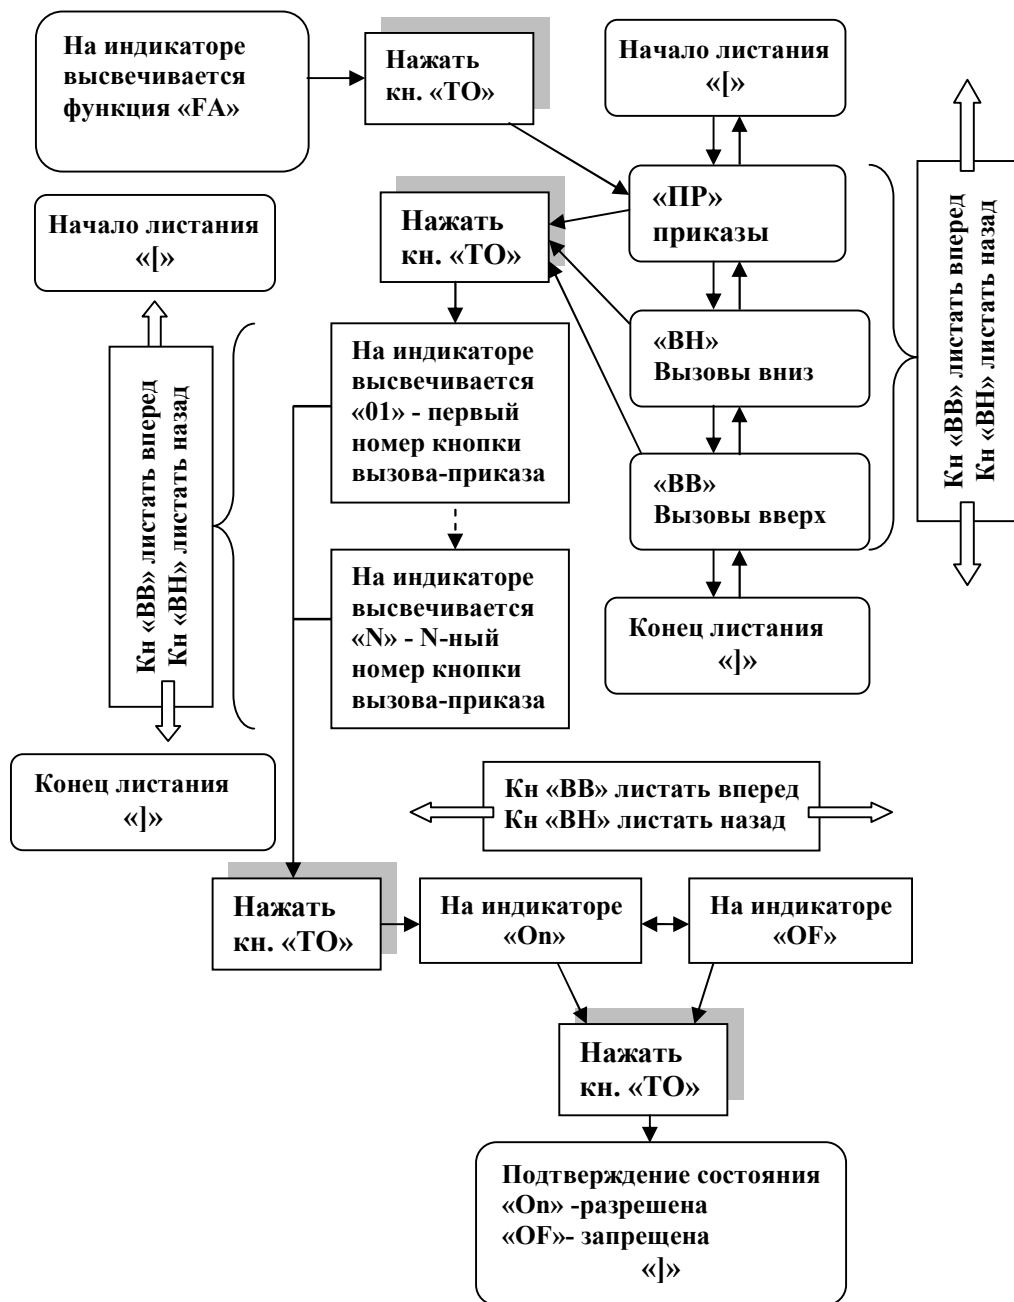 На индикаторе
высвечивается
функция «FA»
Нажать
кн. «ТО»
Начало листания
«[»
«ПР»
приказы
Нажать
кн. «ТО»
Начало листания
«[»
«ВН»
Вызовы вниз
«ВВ»
Вызовы вверх
Конец листания
«]»
Кн «ВВ» листать вперед
Кн «ВН» листать назад
На индикаторе
высвечивается
«01» - первый
номер кнопки
вызова-приказа
Кн «ВВ» листать вперед
Кн «ВН» листать назад
На индикаторе
высвечивается
«N» - N-ный
номер кнопки
вызова-приказа
Конец листания
«]»
Кн «ВВ» листать вперед
Кн «ВН» листать назад
Нажать
кн. «ТО»
На индикаторе
«On»
На индикаторе
«OF»
Нажать
кн. «ТО»
Подтверждение состояния
«On» -разрешена
«OF»- запрещена
«]»